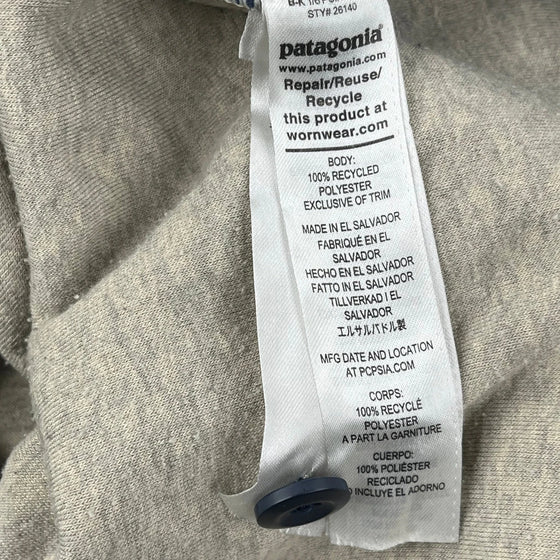 STY# 26140
patagonia®
www.patagonia.com
Repair/Reuse/
Recycle
this product at
wornwear.com
BODY:
100% RECYCLED
POLYESTER
EXCLUSIVE OF TRIM
MADE IN EL SALVADOR
FABRIQUÉ EN EL
SALVADOR
HECHO EN EL SALVADOR
FATTO IN EL SALVADOR
TILLVERKAD I EL
SALVADOR
エルサルバドル製
MFG DATE AND LOCATION
AT PCPSIA.COM
CORPS:
100% RECYCLÉ
POLYESTER
A PART LA GARNITURE
CUERPO:
100% POLIÉSTER
RECICLADO
NO INCLUYE EL ADORNO